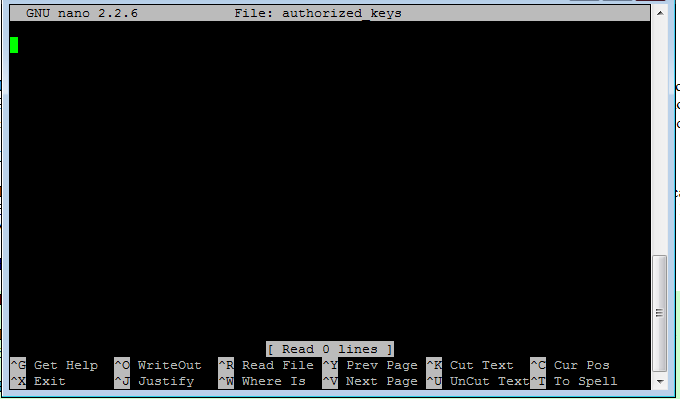 GNU nano 2.2.6 File: authorized_keys
[ Read 0 lines ]
^G Get Help ^O WriteOut ^R Read File ^Y Prev Page ^K Cut Text ^C Cur Pos
^X Exit ^J Justify ^W Where Is ^V Next Page ^U UnCut Text ^T To Spell